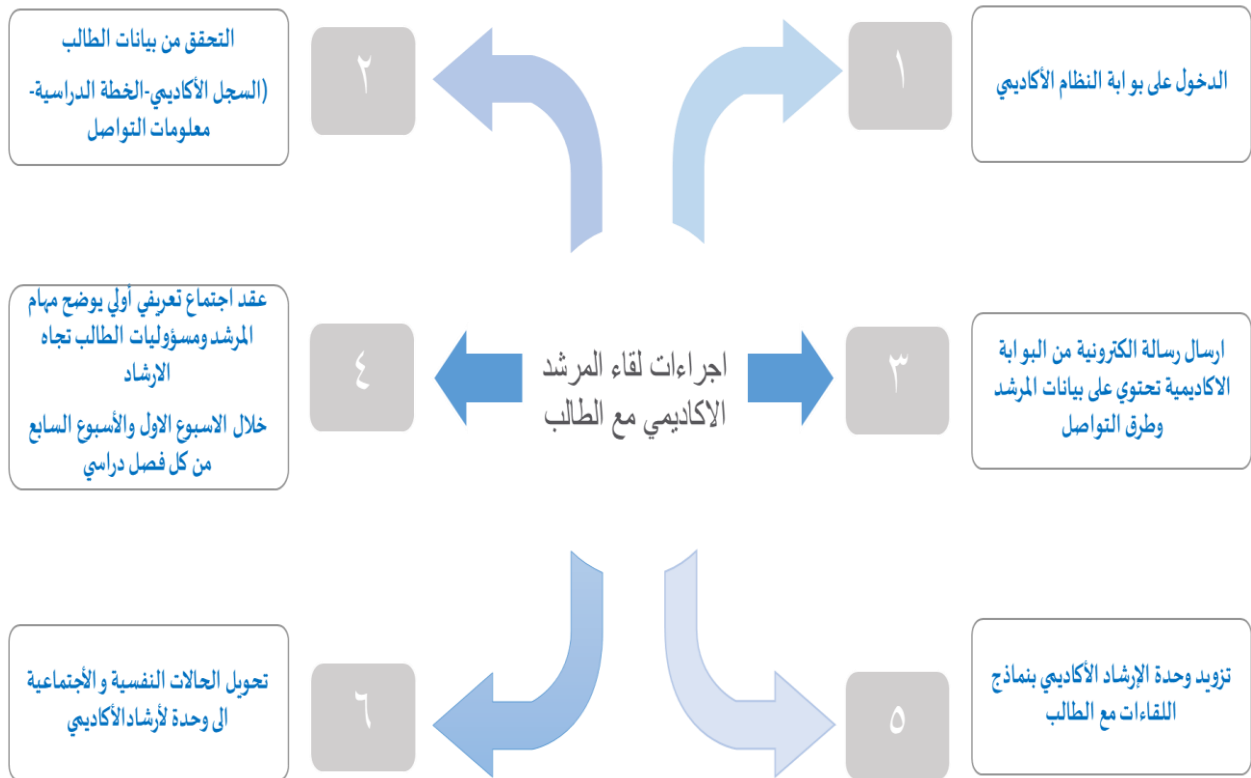 ١
الدخول على بوابة النظام الأكاديمي
٢
التحقق من بيانات الطالب
(السجل الأكاديمي-الخطة الدراسية-
معلومات التواصل
اجراءات لقاء المرشد
الاكاديمي مع الطالب
٣
ارسال رسالة الكترونية من البوابة
الاكاديمية تحتوي على بيانات المرشد
وطرق التواصل
٤
عقد اجتماع تعريفي أولي يوضح مهام
المرشد ومسؤوليات الطالب تجاه
الارشاد
خلال الاسبوع الاول والأسبوع السابع
من كل فصل دراسي
٥
تزويد وحدة الإرشاد الأكاديمي بنماذج
اللقاءات مع الطالب
٦
تحويل الحالات النفسية والأجتماعية
الى وحدة لأرشادالأكاديمي